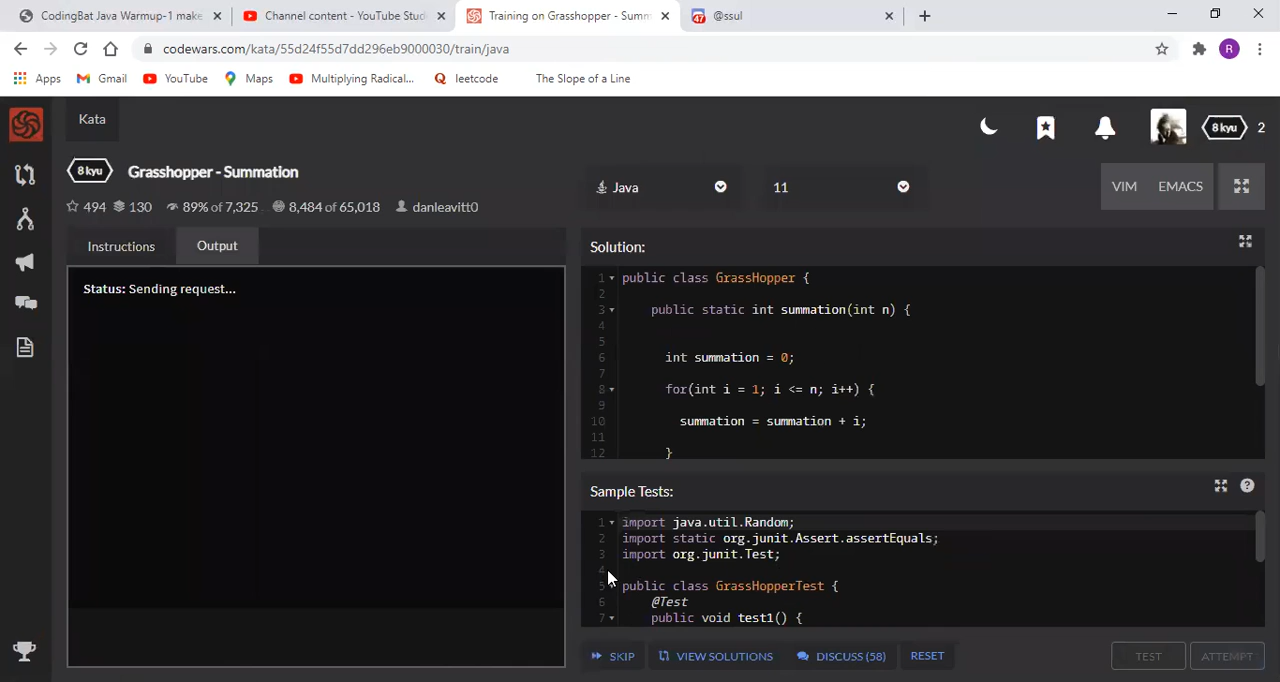 CodingBat Java Warmup-1 make
Channel content - YouTube Stud
Training on Grasshopper - Summ
47 @ssul
codewars.com/kata/55d24f55d7dd296eb9000030/train/java
R
Apps Gmail YouTube Maps Multiplying Radical... leetcode The Slope of a Line
Kata
8 kyu 2
8 kyu Grasshopper - Summation
494 130 89% of 7,325 8,484 of 65,018 danleavitt0
Java 11 VIM EMACS
Instructions Output
Status: Sending request...
Solution:
1 public class GrassHopper {
2
3 public static int summation(int n) {
4
5
6 int summation = 0;
7
8 for(int i = 1; i <= n; i++) {
9
10 summation = summation + i;
11
12 }
Sample Tests:
1 import java.util.Random;
2 import static org.junit.Assert.assertEquals;
3 import org.junit.Test;
4
5 public class GrassHopperTest {
6 @Test
7 public void test1() {
SKIP VIEW SOLUTIONS DISCUSS (58) RESET TEST ATTEMPT